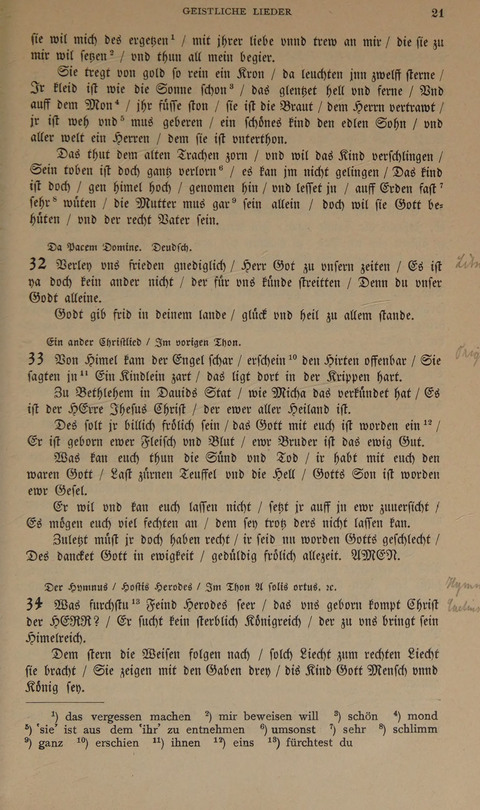 GEISTLICHE LIEDER 21
ſie wil mich des ergetzen¹ / mit jhrer liebe vnnd trew an mir / die ſie zu
mir wil ſetzen² / vnd thun all mein begier.
Sie tregt von gold ſo rein ein Kron / da leuchten jnn zwelff ſterne /
Ir kleid iſt wie die Sonne ſchon³ / das glentzet hell vnd ferne / Vnd
auff dem Mon⁴ / jhr füſſe ſton / ſie iſt die Braut / dem Herrn vertrawt /
jr iſt weh vnd⁵ mus geberen / ein ſchönes kind den edlen Sohn / vnd
aller welt ein Herren / dem ſie iſt vnterthon.
Das thut dem alten Trachen zorn / vnd wil das Kind verſchlingen /
Sein toben iſt doch gantz verlorn⁶ / es kan jm nicht gelingen / Das kind
iſt doch / gen himel hoch / genomen hin / vnd leſſet jn / auff Erden faſt⁷
ſehr⁸ wüten / die Mutter mus gar⁹ ſein allein / doch wil ſie Gott be⸗
hüten / vnd der recht Vater ſein.
Da Pacem Domine. Deudſch.
32 Verley vns frieden gnediglich / Herr Got zu vnſern zeiten / Es iſt
ya doch kein ander nicht / der für vns künde ſtreitten / Denn du vnſer
Godt alleine.
Godt gib frid in deinem lande / glück vnd heil zu allem ſtande.
Ein ander Chriſtlied / Im vorigen Thon.
33 Von Himel kam der Engel ſchar / erſchein¹⁰ den Hirten offenbar / Sie
ſagten jn¹¹ Ein Kindlein zart / das ligt dort in der Krippen hart.
Zu Bethlehem in Dauids Stat / wie Micha das verkündet hat / Es
iſt der HErre Jheſus Chriſt / der ewer aller Heiland iſt.
Des ſolt jr billich frölich ſein / das Gott mit euch iſt worden ein¹² /
Er iſt geborn ewer Fleiſch vnd Blut / ewr Bruder iſt das ewig Gut.
Was kan euch thun die Sünd vnd Tod / ir habt mit euch den
waren Gott / Laſt zürnen Teuffel vnd die Hell / Gotts Son iſt worden
ewr Geſel.
Er wil vnd kan euch laſſen nicht / ſetzt jr auff jn ewr zuuerſicht /
Es mögen euch viel fechten an / dem ſey trotz ders nicht laſſen kan.
Zuletzt müſt jr doch haben recht / ir ſeid nu worden Gotts geſchlecht /
Des dancket Gott in ewigkeit / gedültig frölich allezeit. AMEN.
Der Hymnus / Hoſtis Herodes / Im Thon A ſolis ortus. ꝛc.
34 Was furchſtu¹³ Feind Herodes ſeer / das vns geborn kompt Chriſt
der HERR? / Er ſucht kein ſterblich Königreich / der zu vns bringt ſein
Himelreich.
Dem ſtern die Weiſen folgen nach / ſolch Liecht zum rechten Liecht
ſie bracht / Sie zeigen mit den Gaben drey / dis Kind Gott Menſch vnnd
König ſey.
¹) das vergessen machen ²) mir beweisen will ³) schön ⁴) mond
⁵) 'sie' ist aus dem 'ihr' zu entnehmen ⁶) umsonst ⁷) sehr ⁸) schlimm
⁹) ganz ¹⁰) erschien ¹¹) ihnen ¹²) eins ¹³) fürchtest du